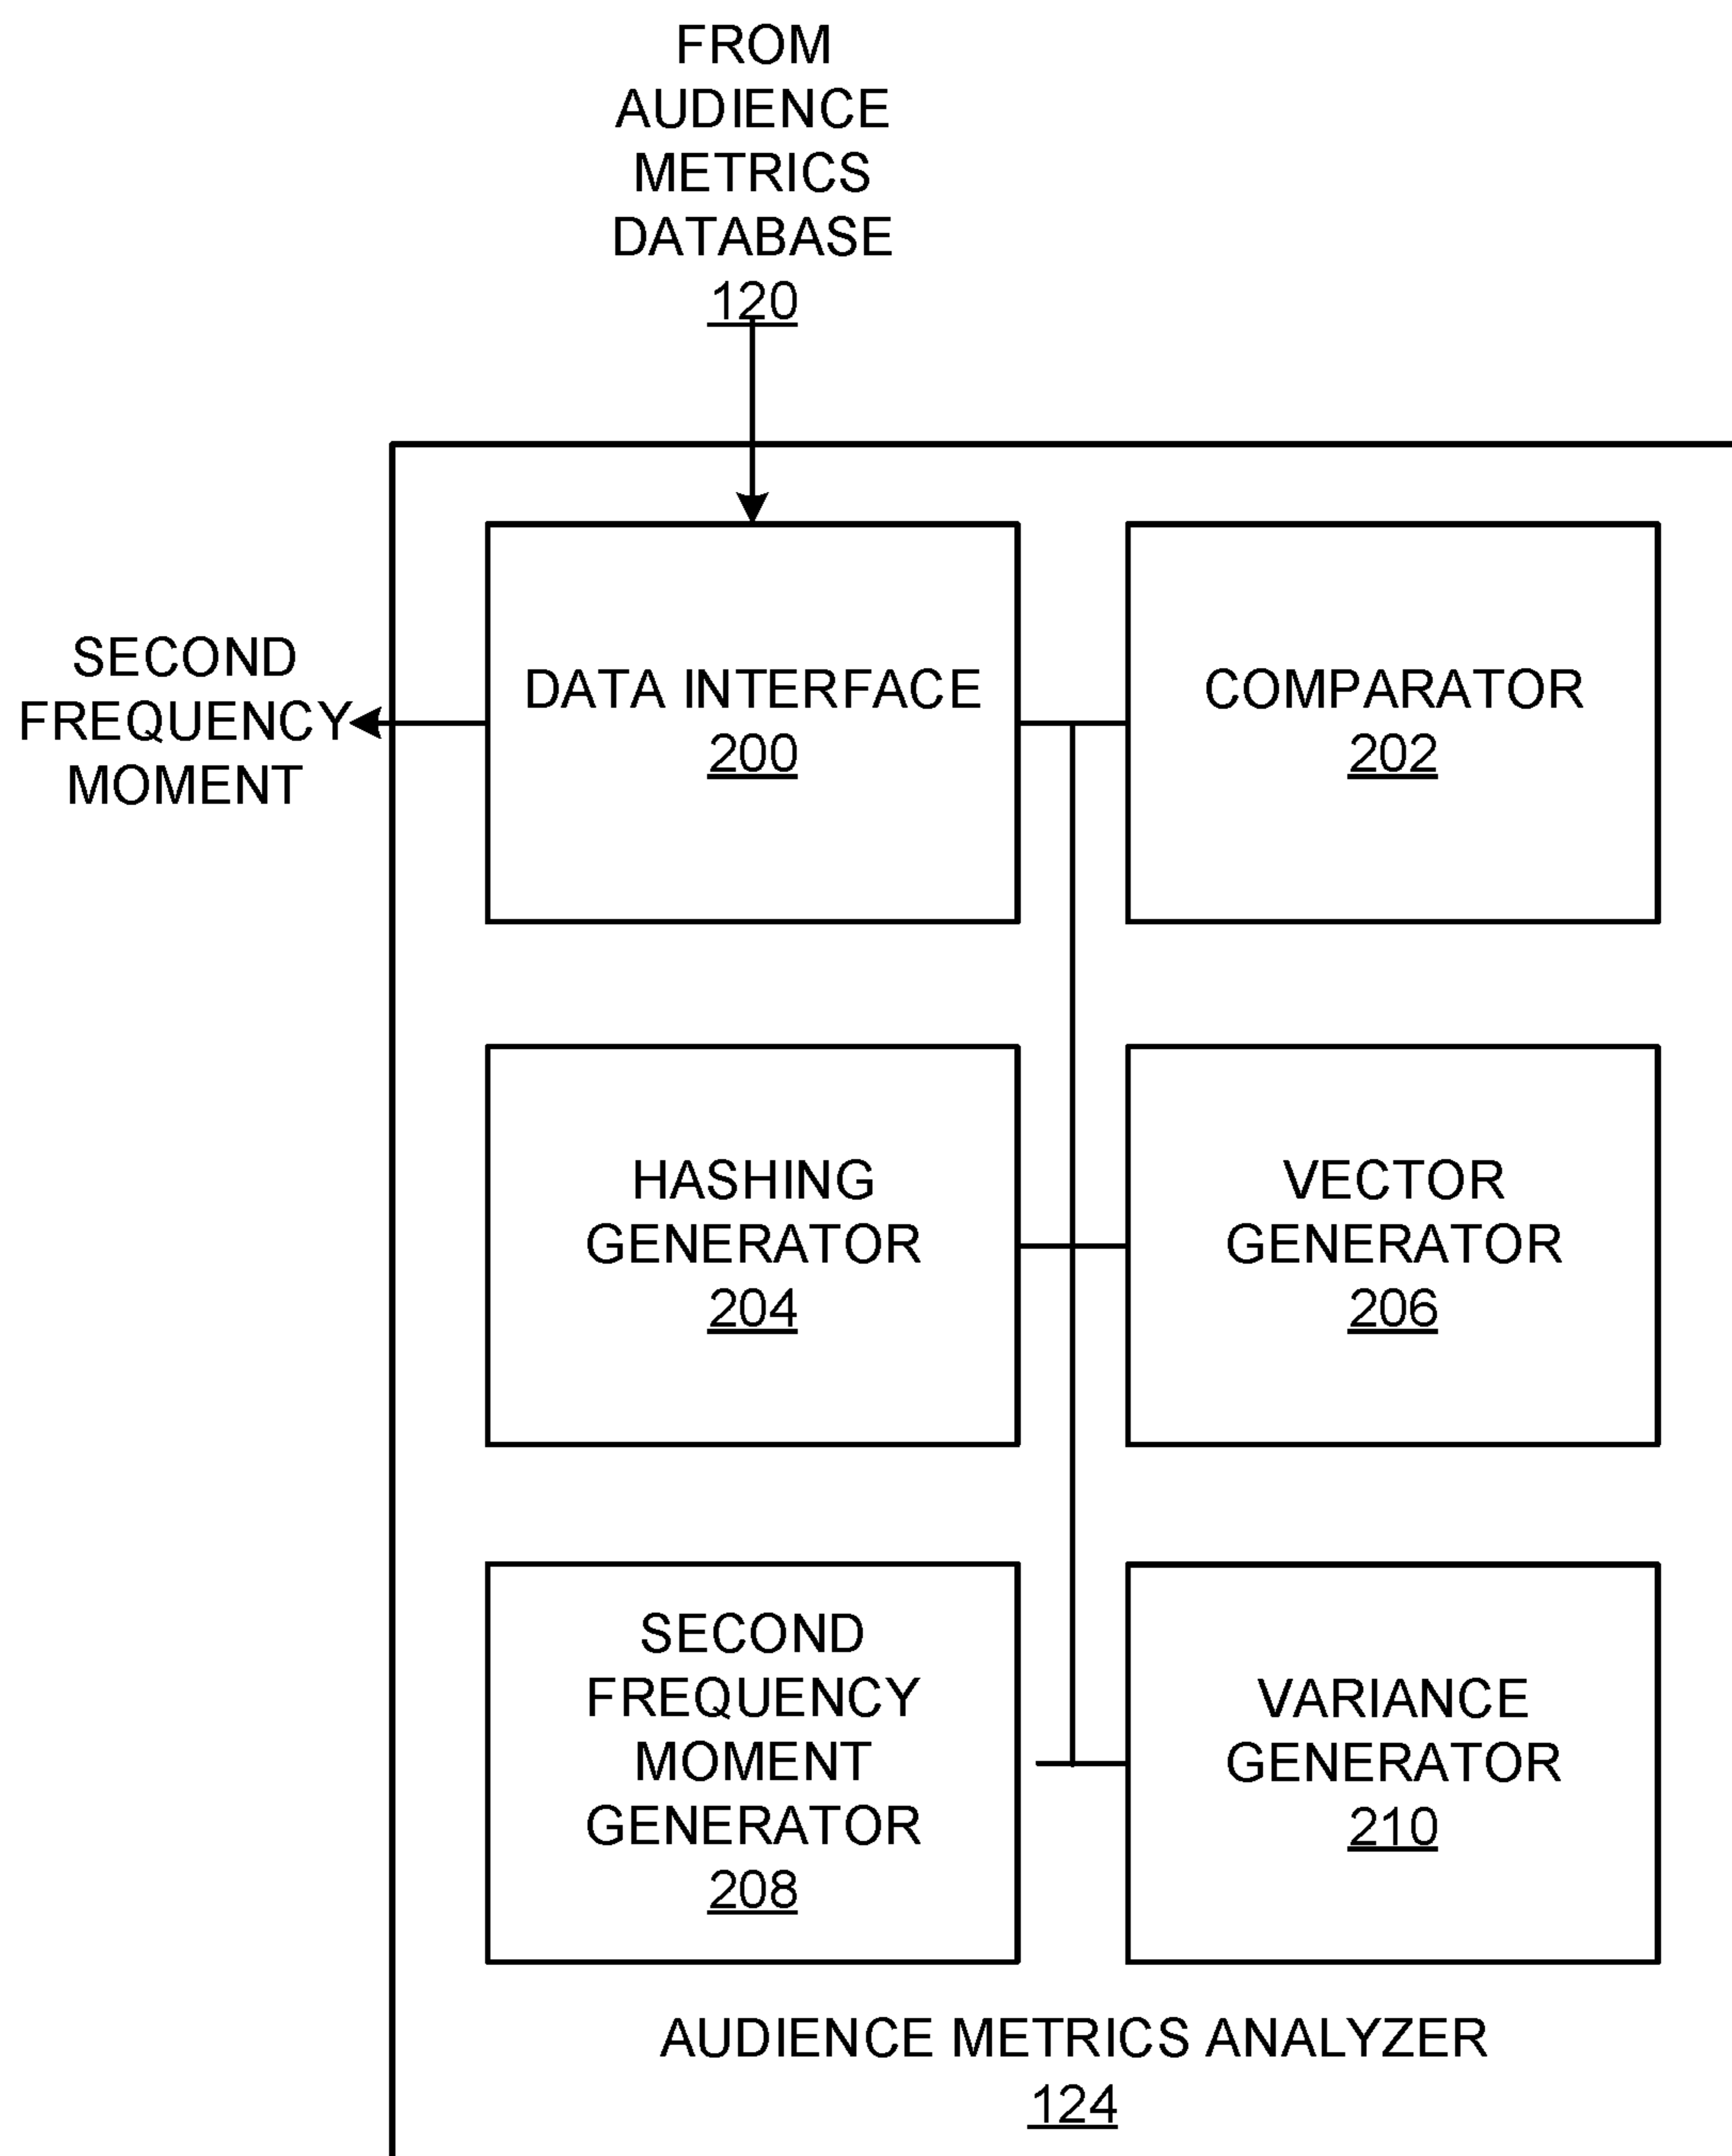 FROM
AUDIENCE
METRICS
DATABASE
120
SECOND
FREQUENCY
MOMENT
DATA INTERFACE
200
COMPARATOR
202
HASHING
GENERATOR
204
VECTOR
GENERATOR
206
SECOND
FREQUENCY
MOMENT
GENERATOR
208
VARIANCE
GENERATOR
210
AUDIENCE METRICS ANALYZER
124